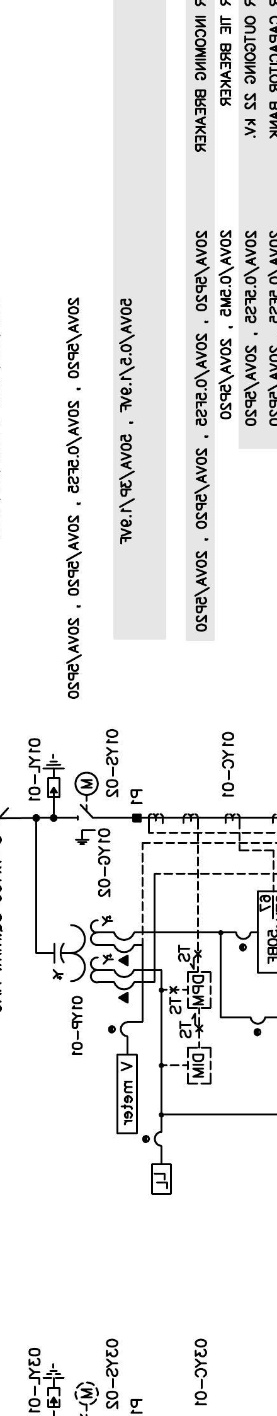 R CAPACITOR BANK 20VA/0.5FS5 , 20VA/5P20
R OUTGOING 22 KV. 20VA/0.5FS5 , 20VA/5P20
R TIE BREAKER 20VA/0.5M5 , 20VA/5P20
R INCOMING BREAKER 20VA/5P20 , 20VA/0.5FS5 , 20VA/5P20 , 20VA/5P20
50VA/0.5/1.9VF , 50VA/3P/1.9VF
20VA/5P20 , 20VA/0.5FS5 , 20VA/5P20 , 20VA/5P20
01YC-01
P1
01YS-02
M
01YL-01
01YG-02
01YP-01
67
50BF
TS
DPM
TS
TS
DIM
V meter
LL
03YC-01
P1
03YS-02
M
03YL-01